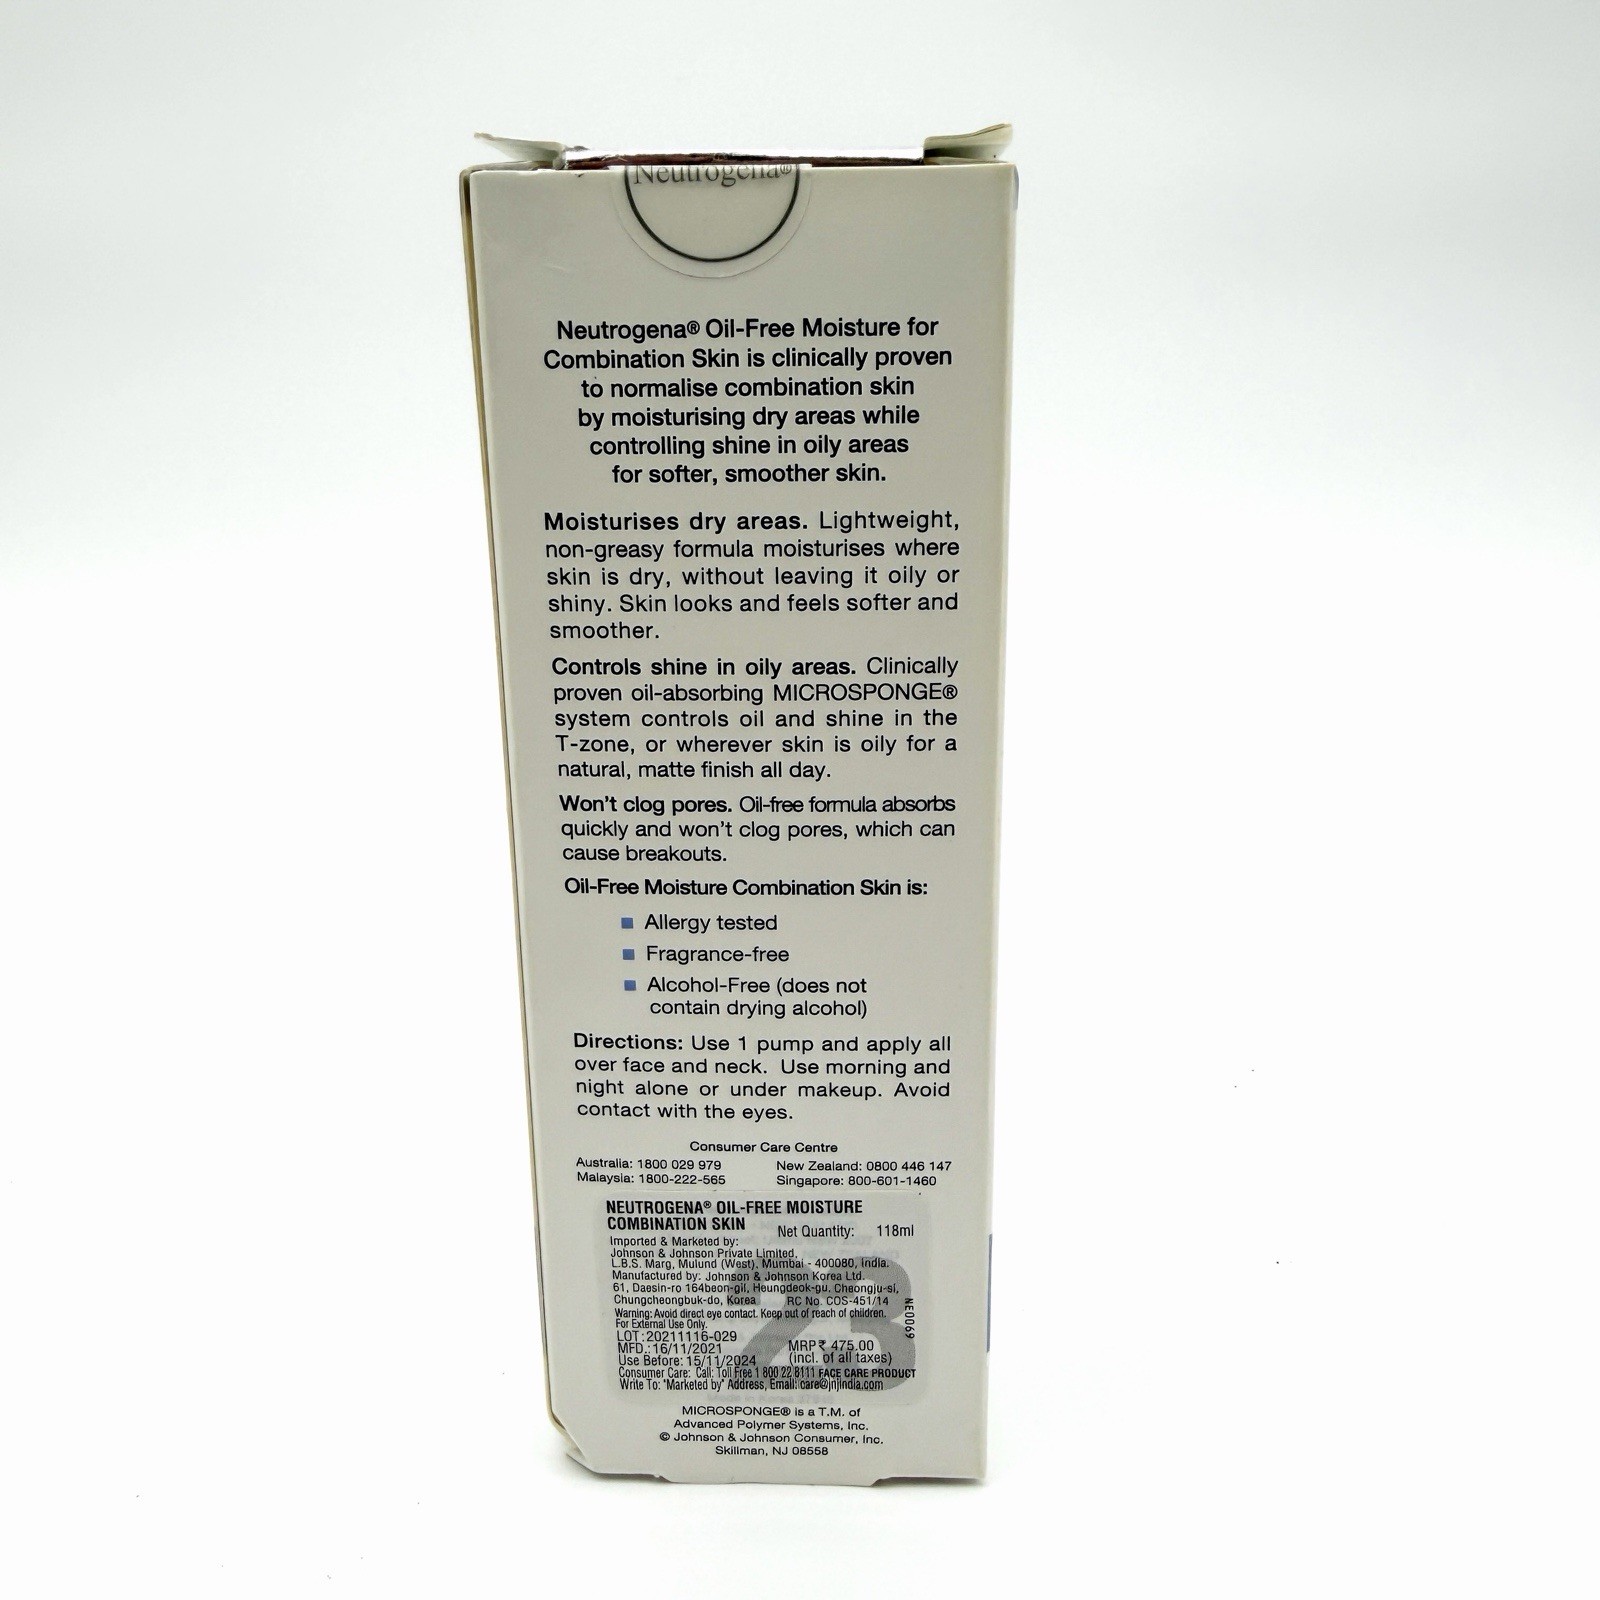 Neutrogena®
Neutrogena® Oil-Free Moisture for
Combination Skin is clinically proven
to normalise combination skin
by moisturising dry areas while
controlling shine in oily areas
for softer, smoother skin.
Moisturises dry areas. Lightweight,
non-greasy formula moisturises where
skin is dry, without leaving it oily or
shiny. Skin looks and feels softer and
smoother.
Controls shine in oily areas. Clinically
proven oil-absorbing MICROSPONGE®
system controls oil and shine in the
T-zone, or wherever skin is oily for a
natural, matte finish all day.
Won't clog pores. Oil-free formula absorbs
quickly and won't clog pores, which can
cause breakouts.
Oil-Free Moisture Combination Skin is:
Allergy tested
Fragrance-free
Alcohol-Free (does not
contain drying alcohol)
Directions: Use 1 pump and apply all
over face and neck. Use morning and
night alone or under makeup. Avoid
contact with the eyes.
Consumer Care Centre
Australia: 1800 029 979 New Zealand: 0800 446 147
Malaysia: 1800-222-565 Singapore: 800-601-1460
NEUTROGENA® OIL-FREE MOISTURE
COMBINATION SKIN Net Quantity: 118ml
Imported & Marketed by:
Johnson & Johnson Private Limited.
L.B.S. Marg, Mulund (West), Mumbai - 400080, India.
Manufactured by: Johnson & Johnson Korea Ltd.
61, Daesin-ro 164beon-gil, Heungdeok-gu, Cheongju-si,
Chungcheongbuk-do, Korea RC No. COS-451/14
Warning: Avoid direct eye contact. Keep out of reach of children.
For External Use Only.
LOT:20211116-029
MFD.:16/11/2021 MRP₹ 475.00
Use Before: 15/11/2024 (incl. of all taxes)
Consumer Care: Call: Toll Free 1 800 22 8111 FACE CARE PRODUCT
Write To: "Marketed by" Address, Email: care@jnjindia.com
NE0069
23
MICROSPONGE® is a T.M. of
Advanced Polymer Systems, Inc.
© Johnson & Johnson Consumer, Inc.
Skillman, NJ 08558